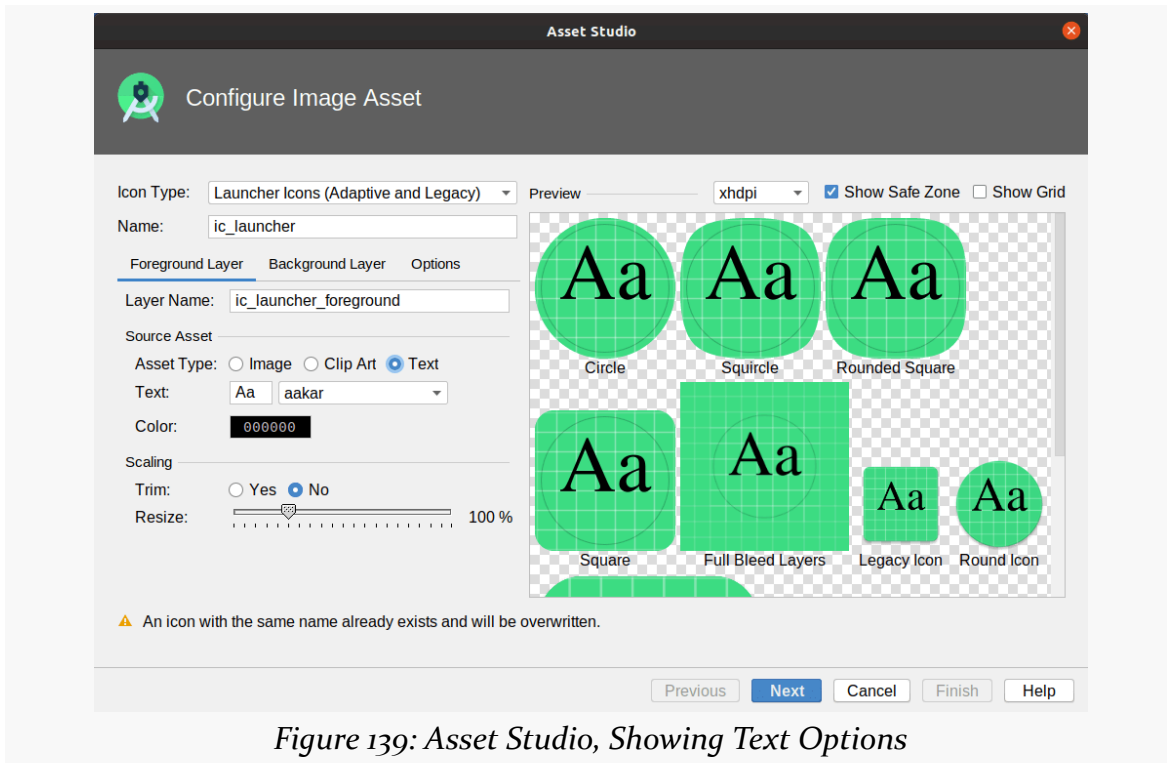 Asset Studio
Configure Image Asset
Icon Type: Launcher Icons (Adaptive and Legacy)
Name: ic_launcher
Foreground Layer Background Layer Options
Layer Name: ic_launcher_foreground
Source Asset
Asset Type: Image Clip Art Text
Text: Aa aakar
Color: 000000
Scaling
Trim: Yes No
Resize: 100 %
Preview xhdpi Show Safe Zone Show Grid
Aa Aa Aa
Circle Squircle Rounded Square
Aa Aa Aa Aa
Square Full Bleed Layers Legacy Icon Round Icon
An icon with the same name already exists and will be overwritten.
Previous Next Cancel Finish Help
Figure 139: Asset Studio, Showing Text Options